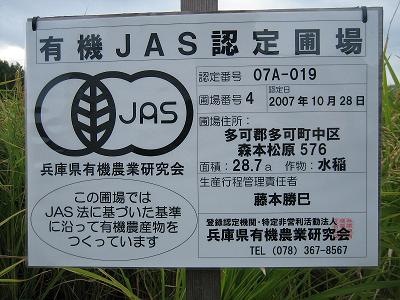 有機JAS認定圃場
JAS
兵庫県有機農業研究会
この圃場では
JAS法に基づいた基準
に沿って有機農産物を
つくっています
認定番号 07A-019
圃場番号 4 認定日 2007年10月28日
圃場住所：
多可郡多可町中区
森本松原576
面積：28.7a 作物：水稲
生産行程管理責任者
藤本勝巳
登録認定機関・特定非営利活動法人
兵庫県有機農業研究会
TEL (078) 367-8567